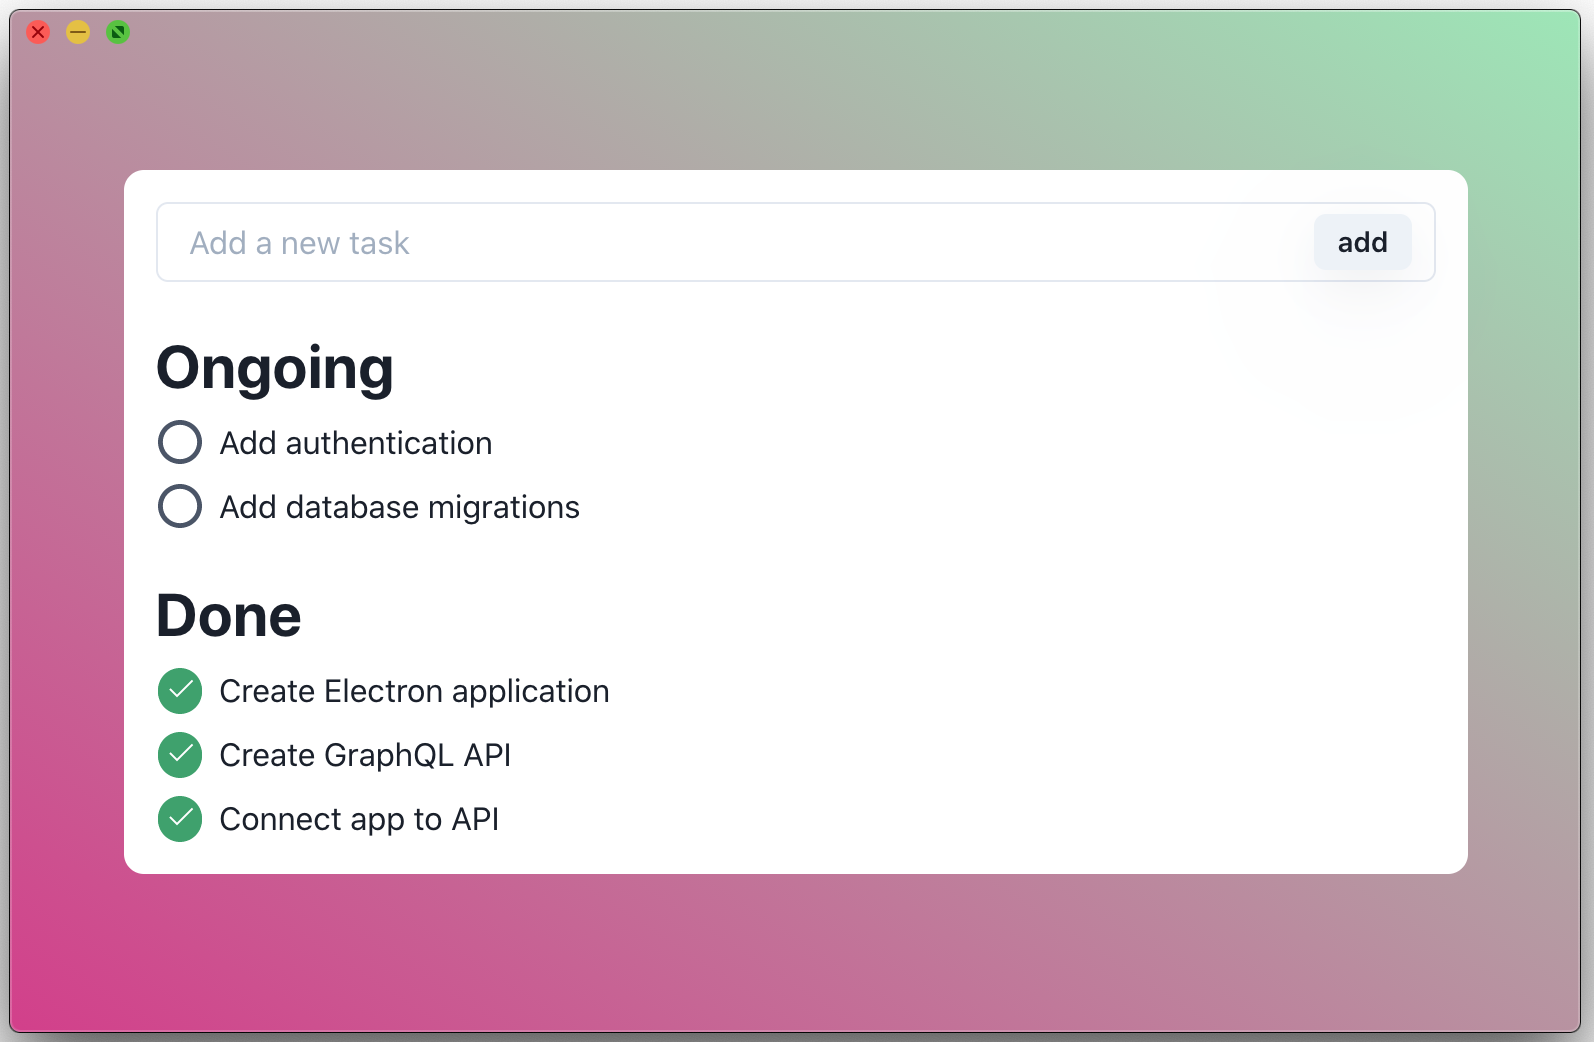 Add a new task
add
Ongoing
Add authentication
Add database migrations
Done
Create Electron application
Create GraphQL API
Connect app to API